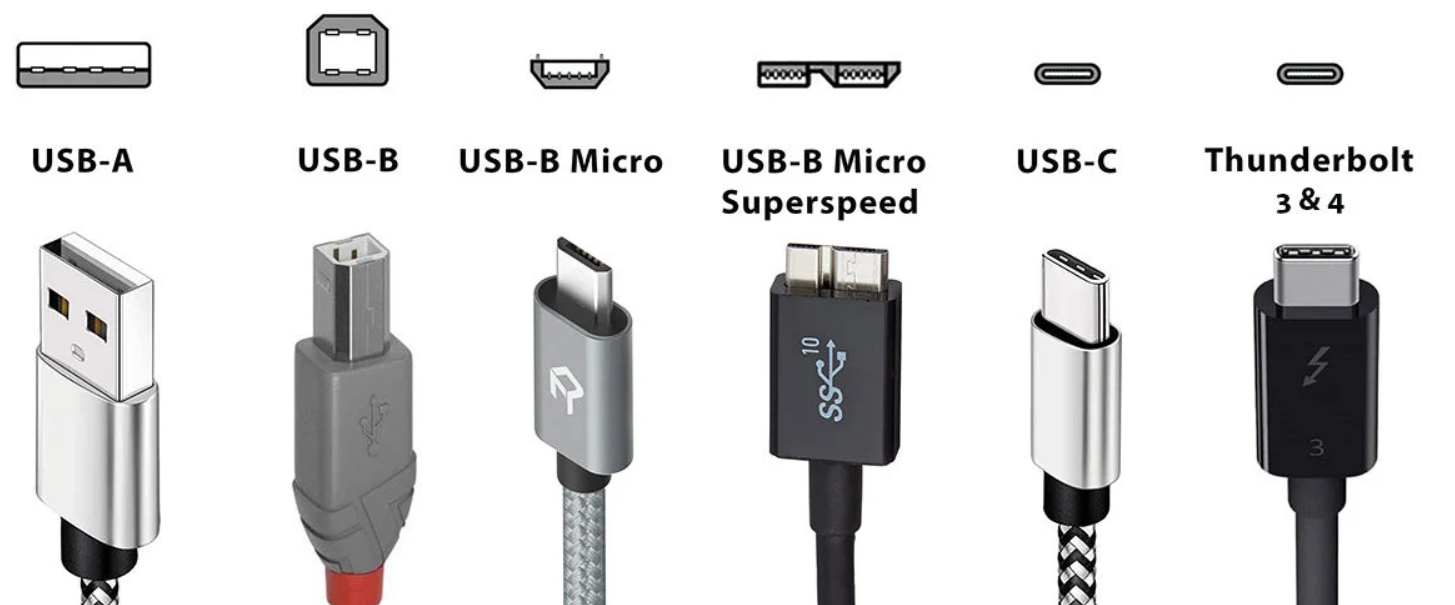 USB-A
USB-B
USB-B Micro
USB-B Micro
Superspeed
USB-C
Thunderbolt
3 & 4
SS
10
3